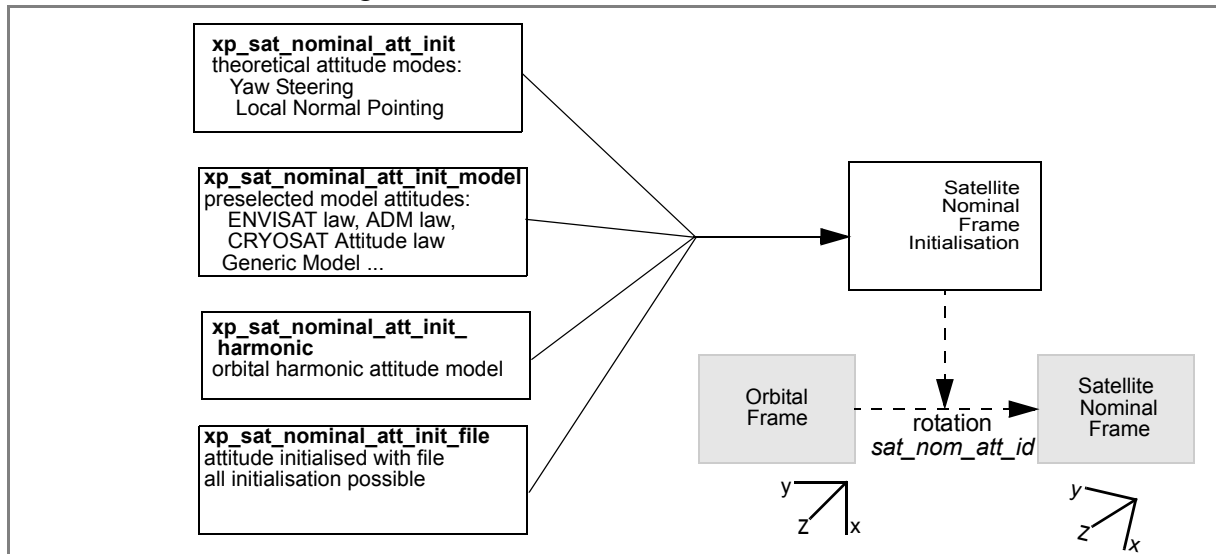 xp_sat_nominal_att_init
theoretical attitude modes:
Yaw Steering
Local Normal Pointing
xp_sat_nominal_att_init_model
preselected model attitudes:
ENVISAT law, ADM law,
CRYOSAT Attitude law
Generic Model ...
xp_sat_nominal_att_init_
harmonic
orbital harmonic attitude model
xp_sat_nominal_att_init_file
attitude initialised with file
all initialisation possible
Satellite
Nominal
Frame
Initialisation
Orbital
Frame
rotation
sat_nom_att_id
Satellite
Nominal
Frame
y
Z
x
y
Z
x